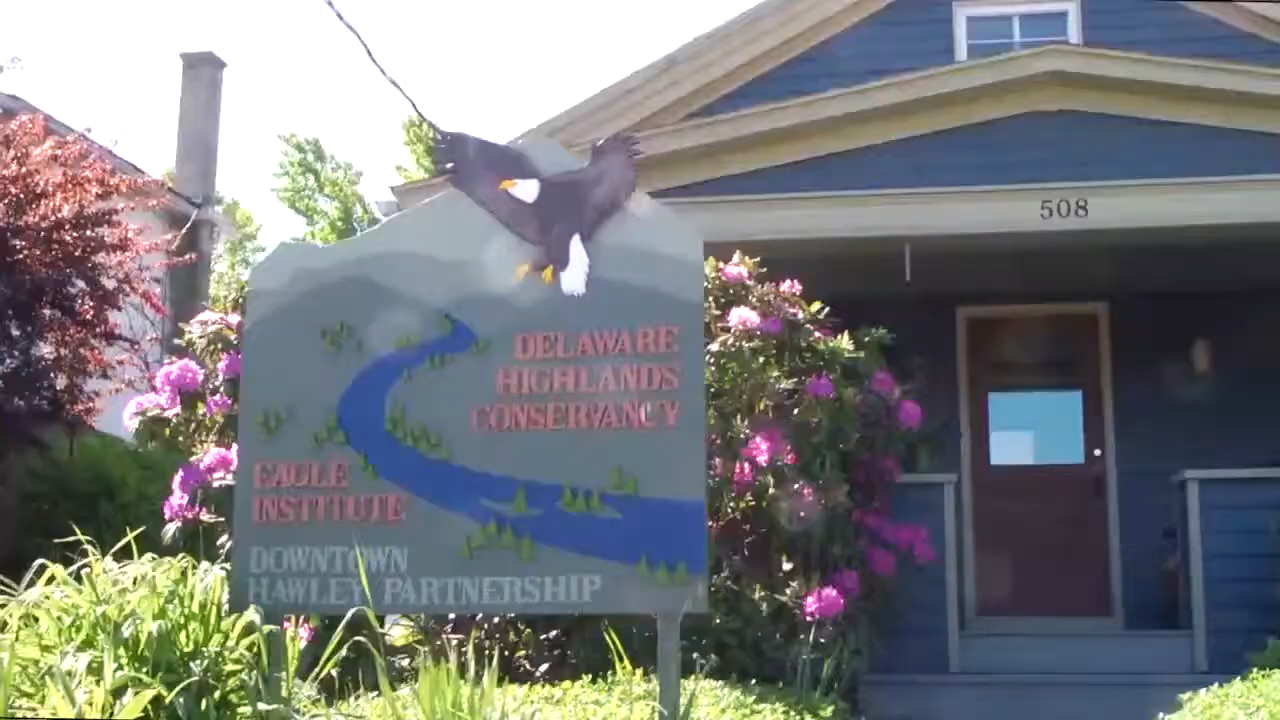 508
DELAWARE
HIGHLANDS
CONSERVANCY
EAGLE
INSTITUTE
DOWNTOWN
HAWLEY PARTNERSHIP